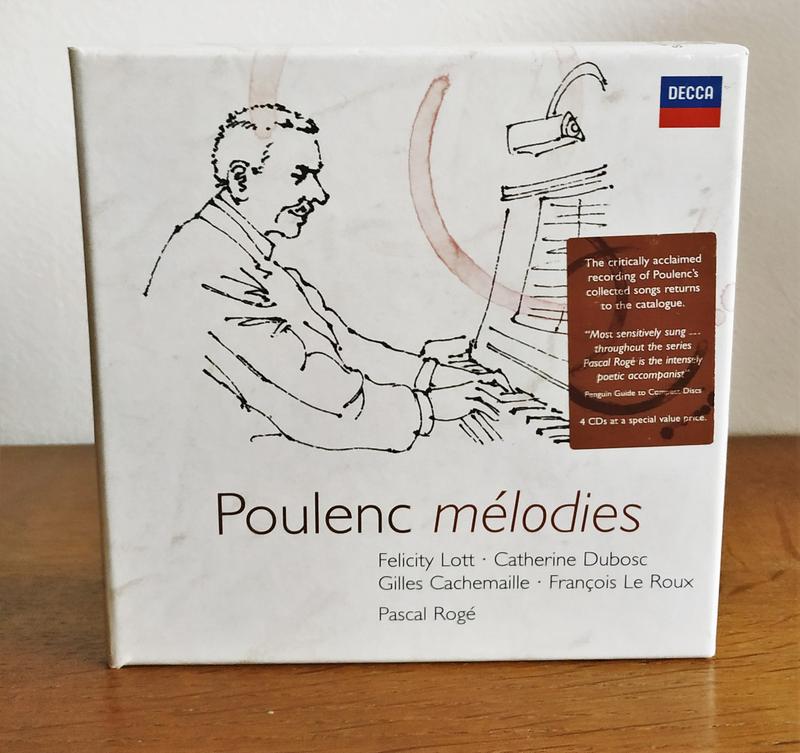 DECCA
The critically acclaimed
recording of Poulenc's
collected songs returns
to the catalogue.
"Most sensitively sung ...
throughout the series
Pascal Rogé is the intensely
poetic accompanist"
Penguin Guide to Compact Discs
4 CDs at a special value price.
Poulenc mélodies
Felicity Lott · Catherine Dubosc
Gilles Cachemaille · François Le Roux
Pascal Rogé